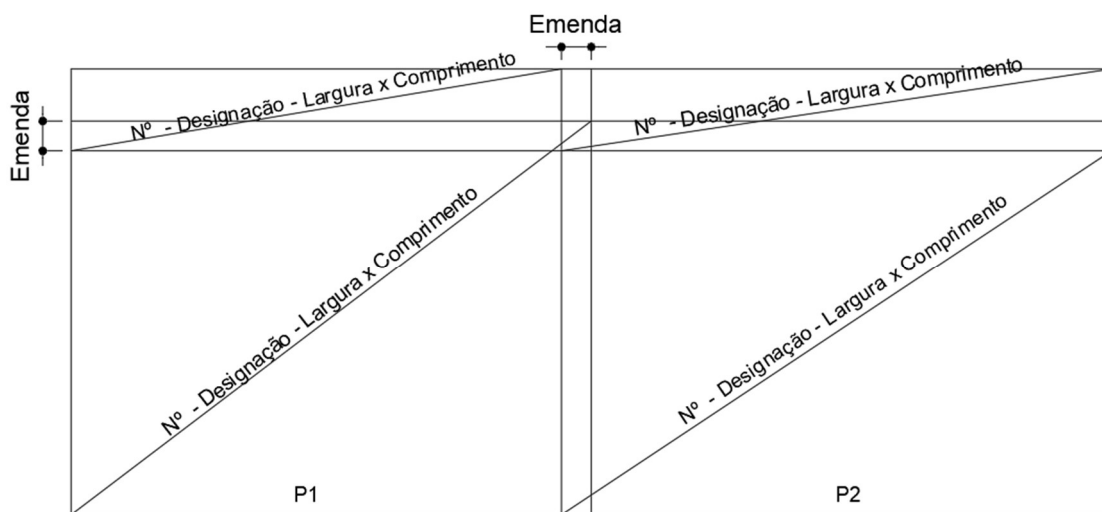 Emenda
Nº - Designação - Largura x Comprimento
Nº - Designação - Largura x Comprimento
Emenda
Nº - Designação - Largura x Comprimento
Nº - Designação - Largura x Comprimento
P1
P2